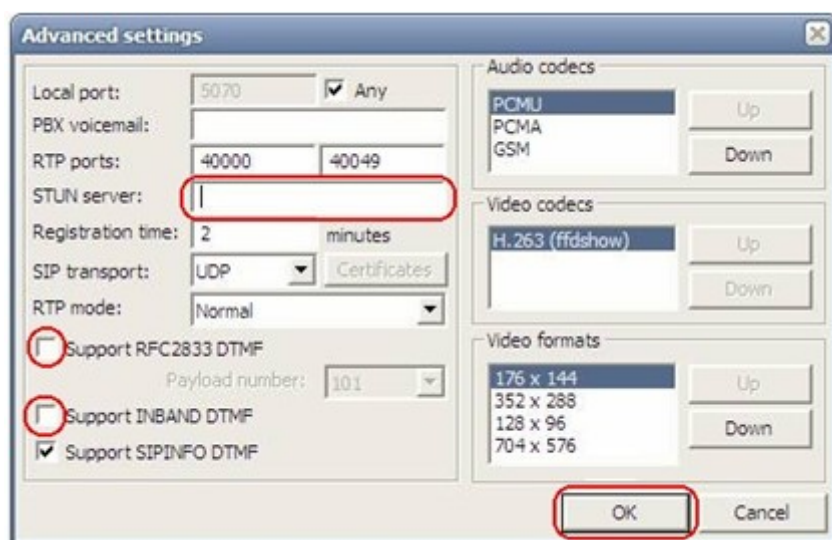 Advanced settings
Local port: 5070 Any
PBX voicemail:
RTP ports: 40000 40049
STUN server:
Registration time: 2 minutes
SIP transport: UDP Certificates
RTP mode: Normal
Support RFC2833 DTMF
Payload number: 101
Support INBAND DTMF
Support SIPINFO DTMF
Audio codecs
PCMU
PCMA
GSM
Up
Down
Video codecs
H.263 (ffdshow)
Up
Down
Video formats
176 x 144
352 x 288
128 x 96
704 x 576
Up
Down
OK Cancel